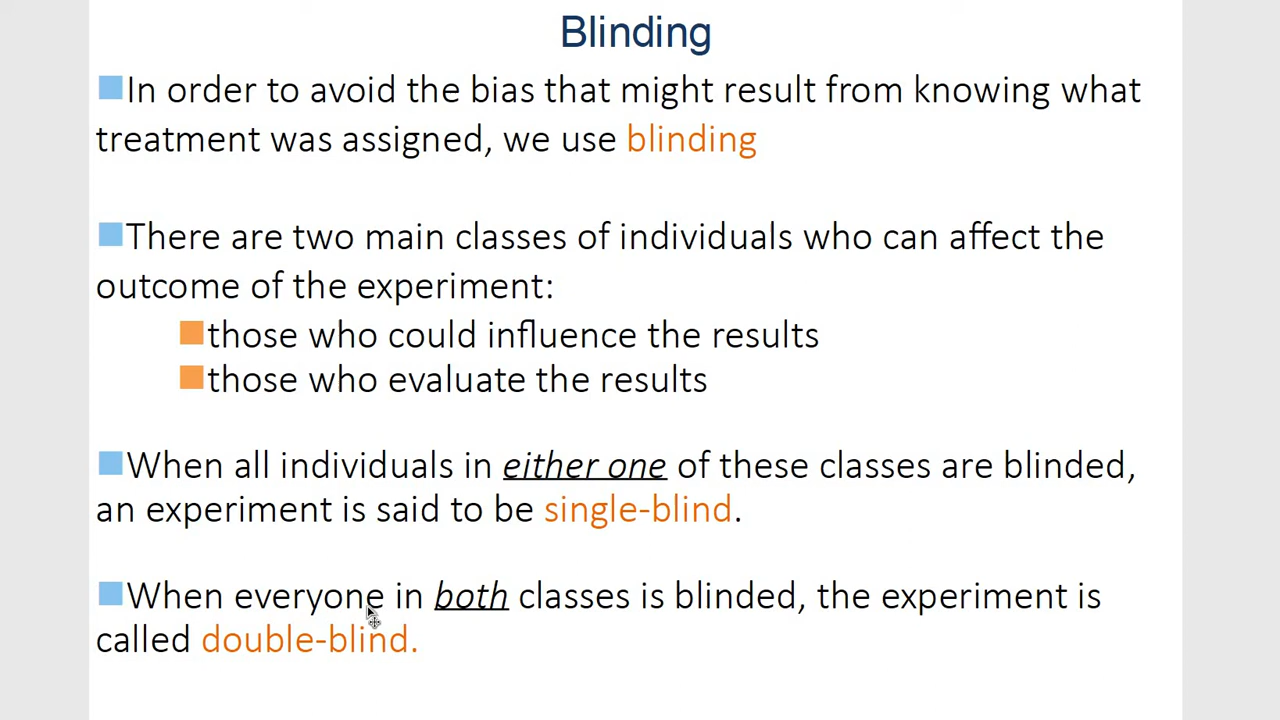 Blinding
In order to avoid the bias that might result from knowing what
treatment was assigned, we use blinding
There are two main classes of individuals who can affect the
outcome of the experiment:
those who could influence the results
those who evaluate the results
When all individuals in either one of these classes are blinded,
an experiment is said to be single-blind.
When everyone in both classes is blinded, the experiment is
called double-blind.